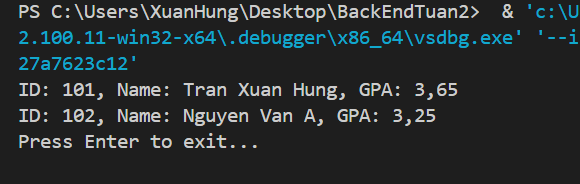 PS C:\Users\XuanHung\Desktop\BackEndTuan2>  & 'c:\U
2.100.11-win32-x64\.debugger\x86_64\vsdbg.exe' '--i
27a7623c12'
ID: 101, Name: Tran Xuan Hung, GPA: 3,65
ID: 102, Name: Nguyen Van A, GPA: 3,25
Press Enter to exit...